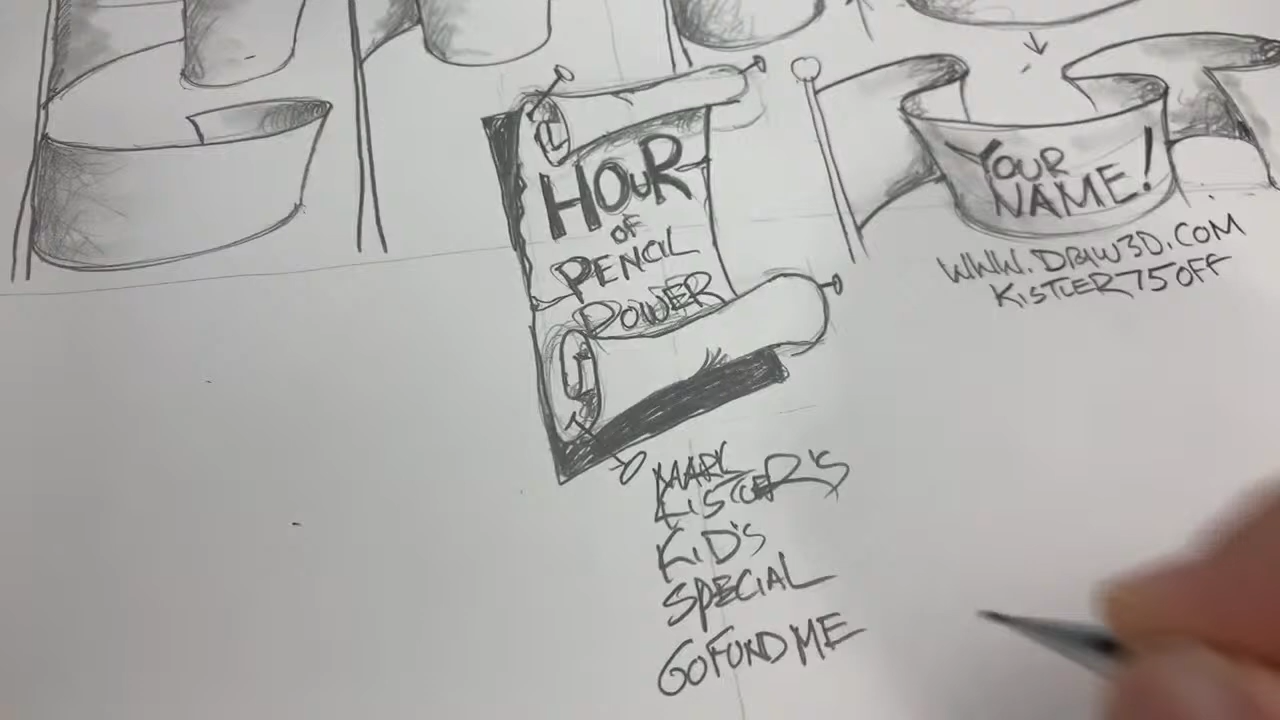 HOUR
OF
PENCIL
POWER
YOUR
NAME!
WWW.DRAW3D.COM
KISTLER75OFF
MARK
KISTLER'S
KID'S
SPECIAL
GOFUNDME